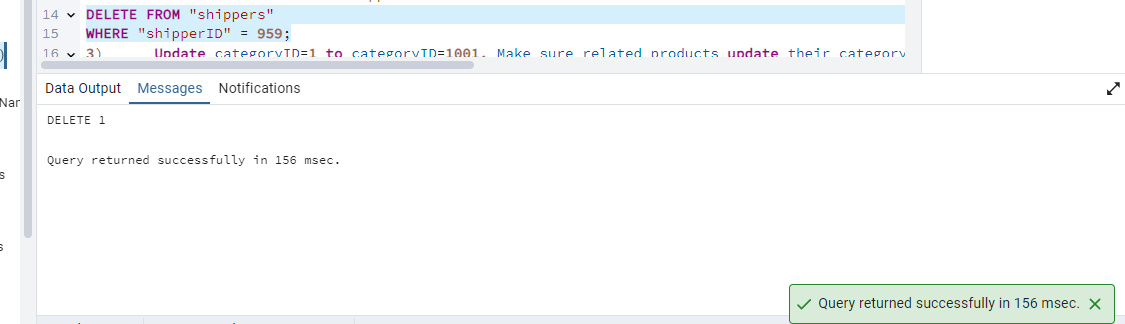 14 DELETE FROM "shippers"
15 WHERE "shipperID" = 959;
16 3) Update categoryID=1 to categoryID=1001. Make sure related products update their category
Data Output Messages Notifications
Nar
DELETE 1
Query returned successfully in 156 msec.
s
s
Query returned successfully in 156 msec.